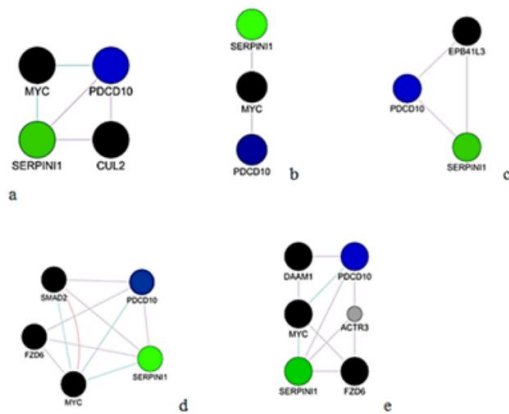 MYC PDCD10
SERPINI1 CUL2
a
SERPINI1
MYC
PDCD10
b
EPB41L3
PDCD10
SERPINI1
c
SMAD2 PDCD10
FZD6
SERPINI1
MYC
d
DAAM1 PDCD10
MYC ACTR3
SERPINI1 FZD6
e